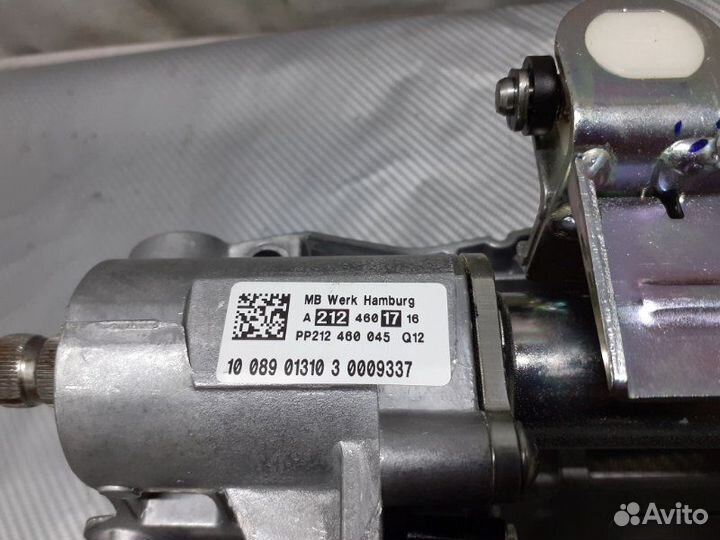 MB Werk Hamburg
A 212 460 17 16
PP212 460 045 Q12
10 089 01310 3 0009337
Avito